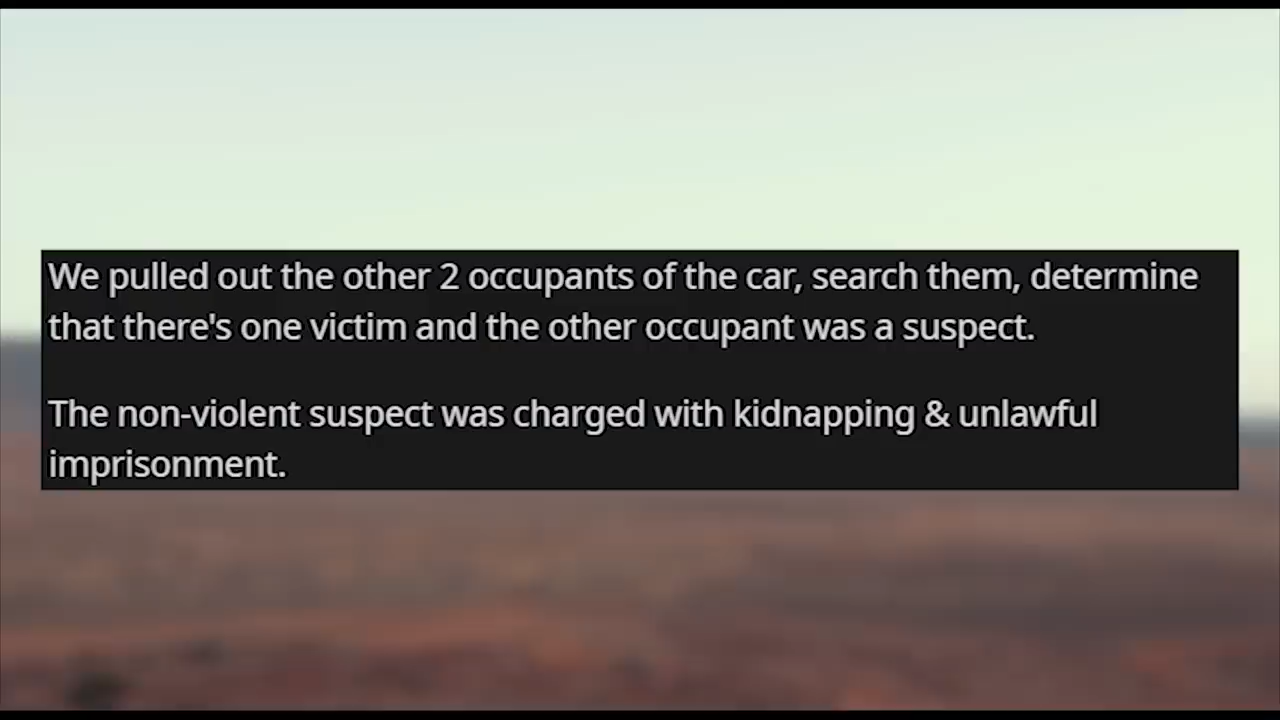 We pulled out the other 2 occupants of the car, search them, determine
that there's one victim and the other occupant was a suspect.
The non-violent suspect was charged with kidnapping & unlawful
imprisonment.